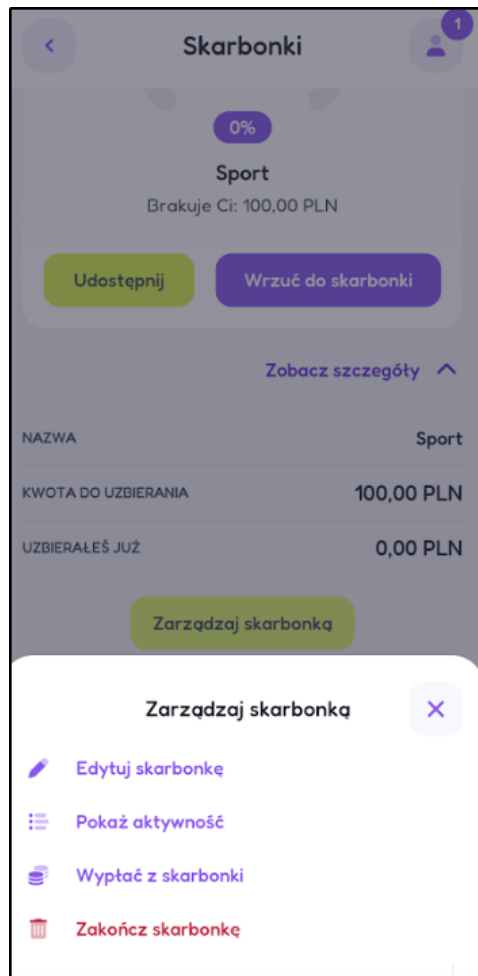 Skarbonki
1
0%
Sport
Brakuje Ci: 100,00 PLN
Udostępnij
Wrzuć do skarbonki
Zobacz szczegóły
NAZWA Sport
KWOTA DO UZBIERANIA 100,00 PLN
UZBIERAŁEŚ JUŻ 0,00 PLN
Zarządzaj skarbonką
Zarządzaj skarbonką
Edytuj skarbonkę
Pokaż aktywność
Wypłać z skarbonki
Zakończ skarbonkę